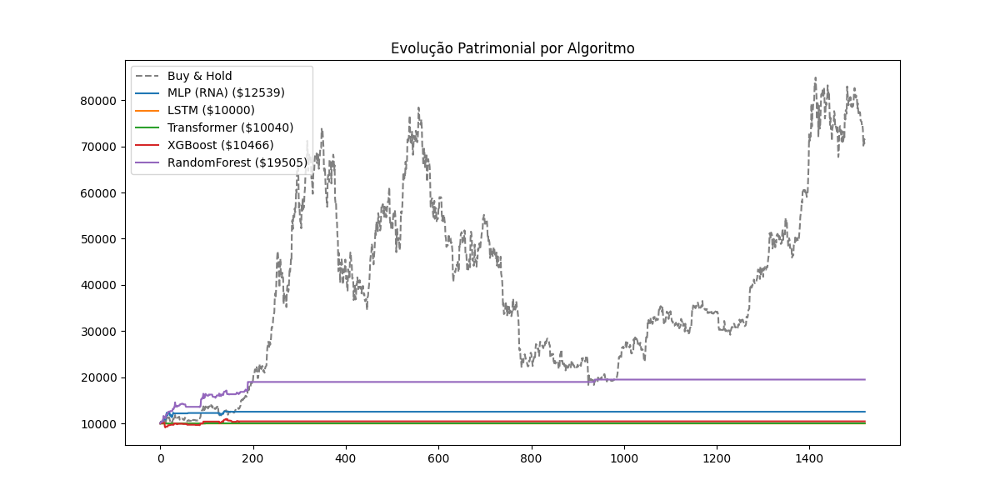 Evolução Patrimonial por Algoritmo
Buy & Hold
MLP (RNA) ($12539)
LSTM ($10000)
Transformer ($10040)
XGBoost ($10466)
RandomForest ($19505)
80000
70000
60000
50000
40000
30000
20000
10000
0 200 400 600 800 1000 1200 1400